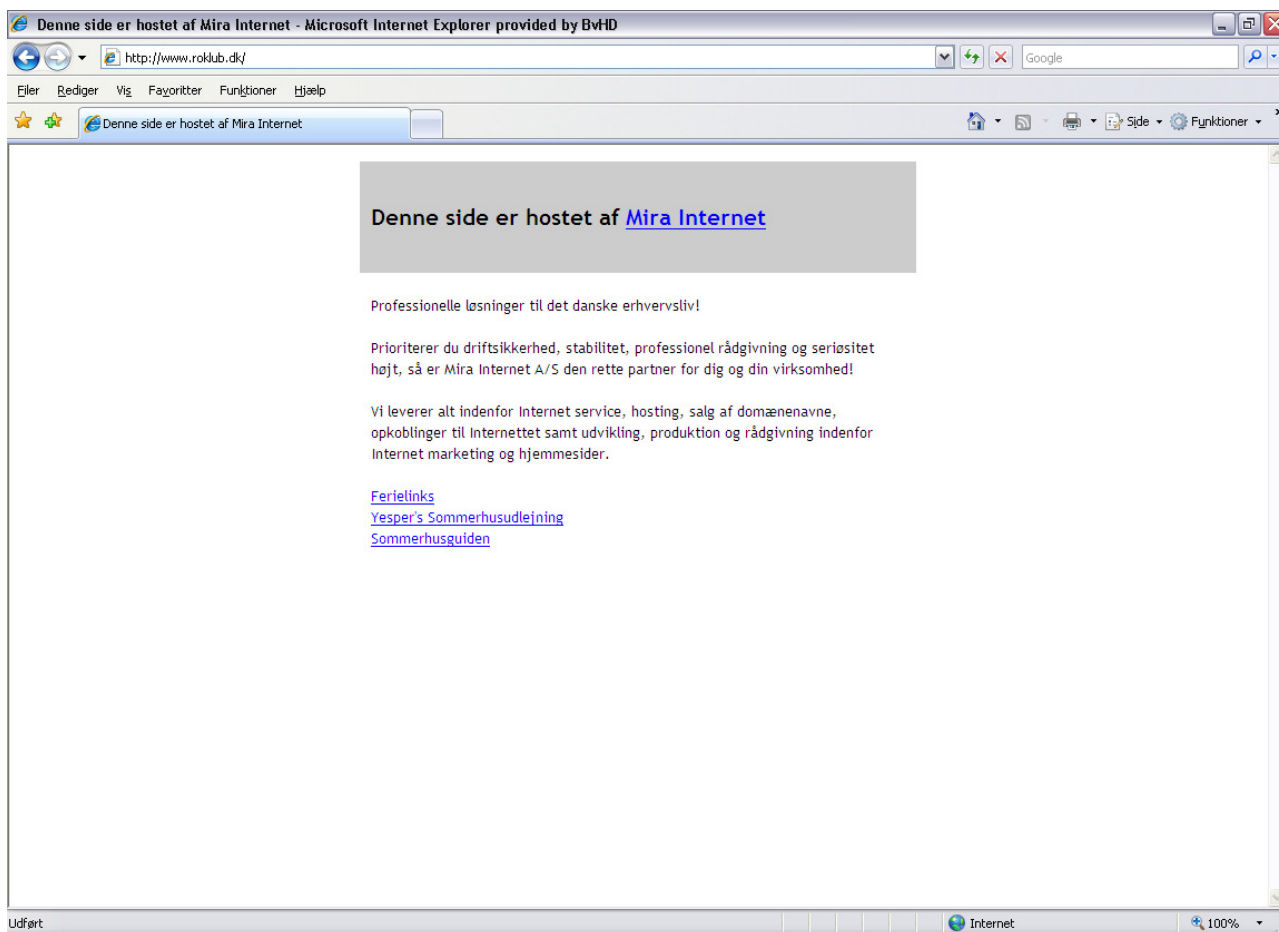 Denne side er hostet af Mira Internet - Microsoft Internet Explorer provided by BvHD
http://www.roklub.dk/
Google
Filer Rediger Vis Favoritter Funktioner Hjælp
Denne side er hostet af Mira Internet
Side
Funktioner
Denne side er hostet af Mira Internet
Professionelle løsninger til det danske erhvervsliv!
Prioriterer du driftsikkerhed, stabilitet, professionel rådgivning og seriøsitet
højt, så er Mira Internet A/S den rette partner for dig og din virksomhed!
Vi leverer alt indenfor Internet service, hosting, salg af domænenavne,
opkoblinger til Internettet samt udvikling, produktion og rådgivning indenfor
Internet marketing og hjemmesider.
Ferielinks
Yesper's Sommerhusudlejning
Sommerhusguiden
Udført
Internet
100%